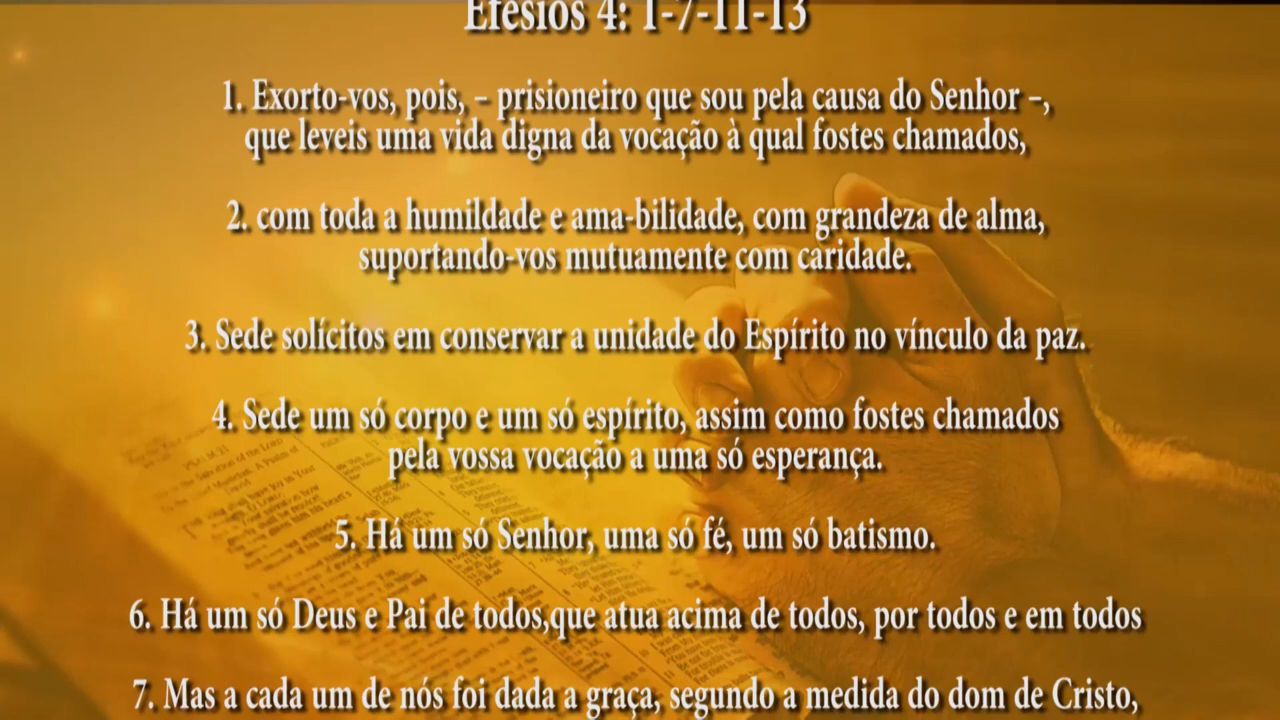 Efésios 4: 1-7-11-13
1. Exorto-vos, pois, – prisioneiro que sou pela causa do Senhor –,
que leveis uma vida digna da vocação à qual fostes chamados,
2. com toda a humildade e ama-bilidade, com grandeza de alma,
suportando-vos mutuamente com caridade.
3. Sede solícitos em conservar a unidade do Espírito no vínculo da paz.
4. Sede um só corpo e um só espírito, assim como fostes chamados
pela vossa vocação a uma só esperança.
5. Há um só Senhor, uma só fé, um só batismo.
6. Há um só Deus e Pai de todos,que atua acima de todos, por todos e em todos
7. Mas a cada um de nós foi dada a graça, segundo a medida do dom de Cristo,